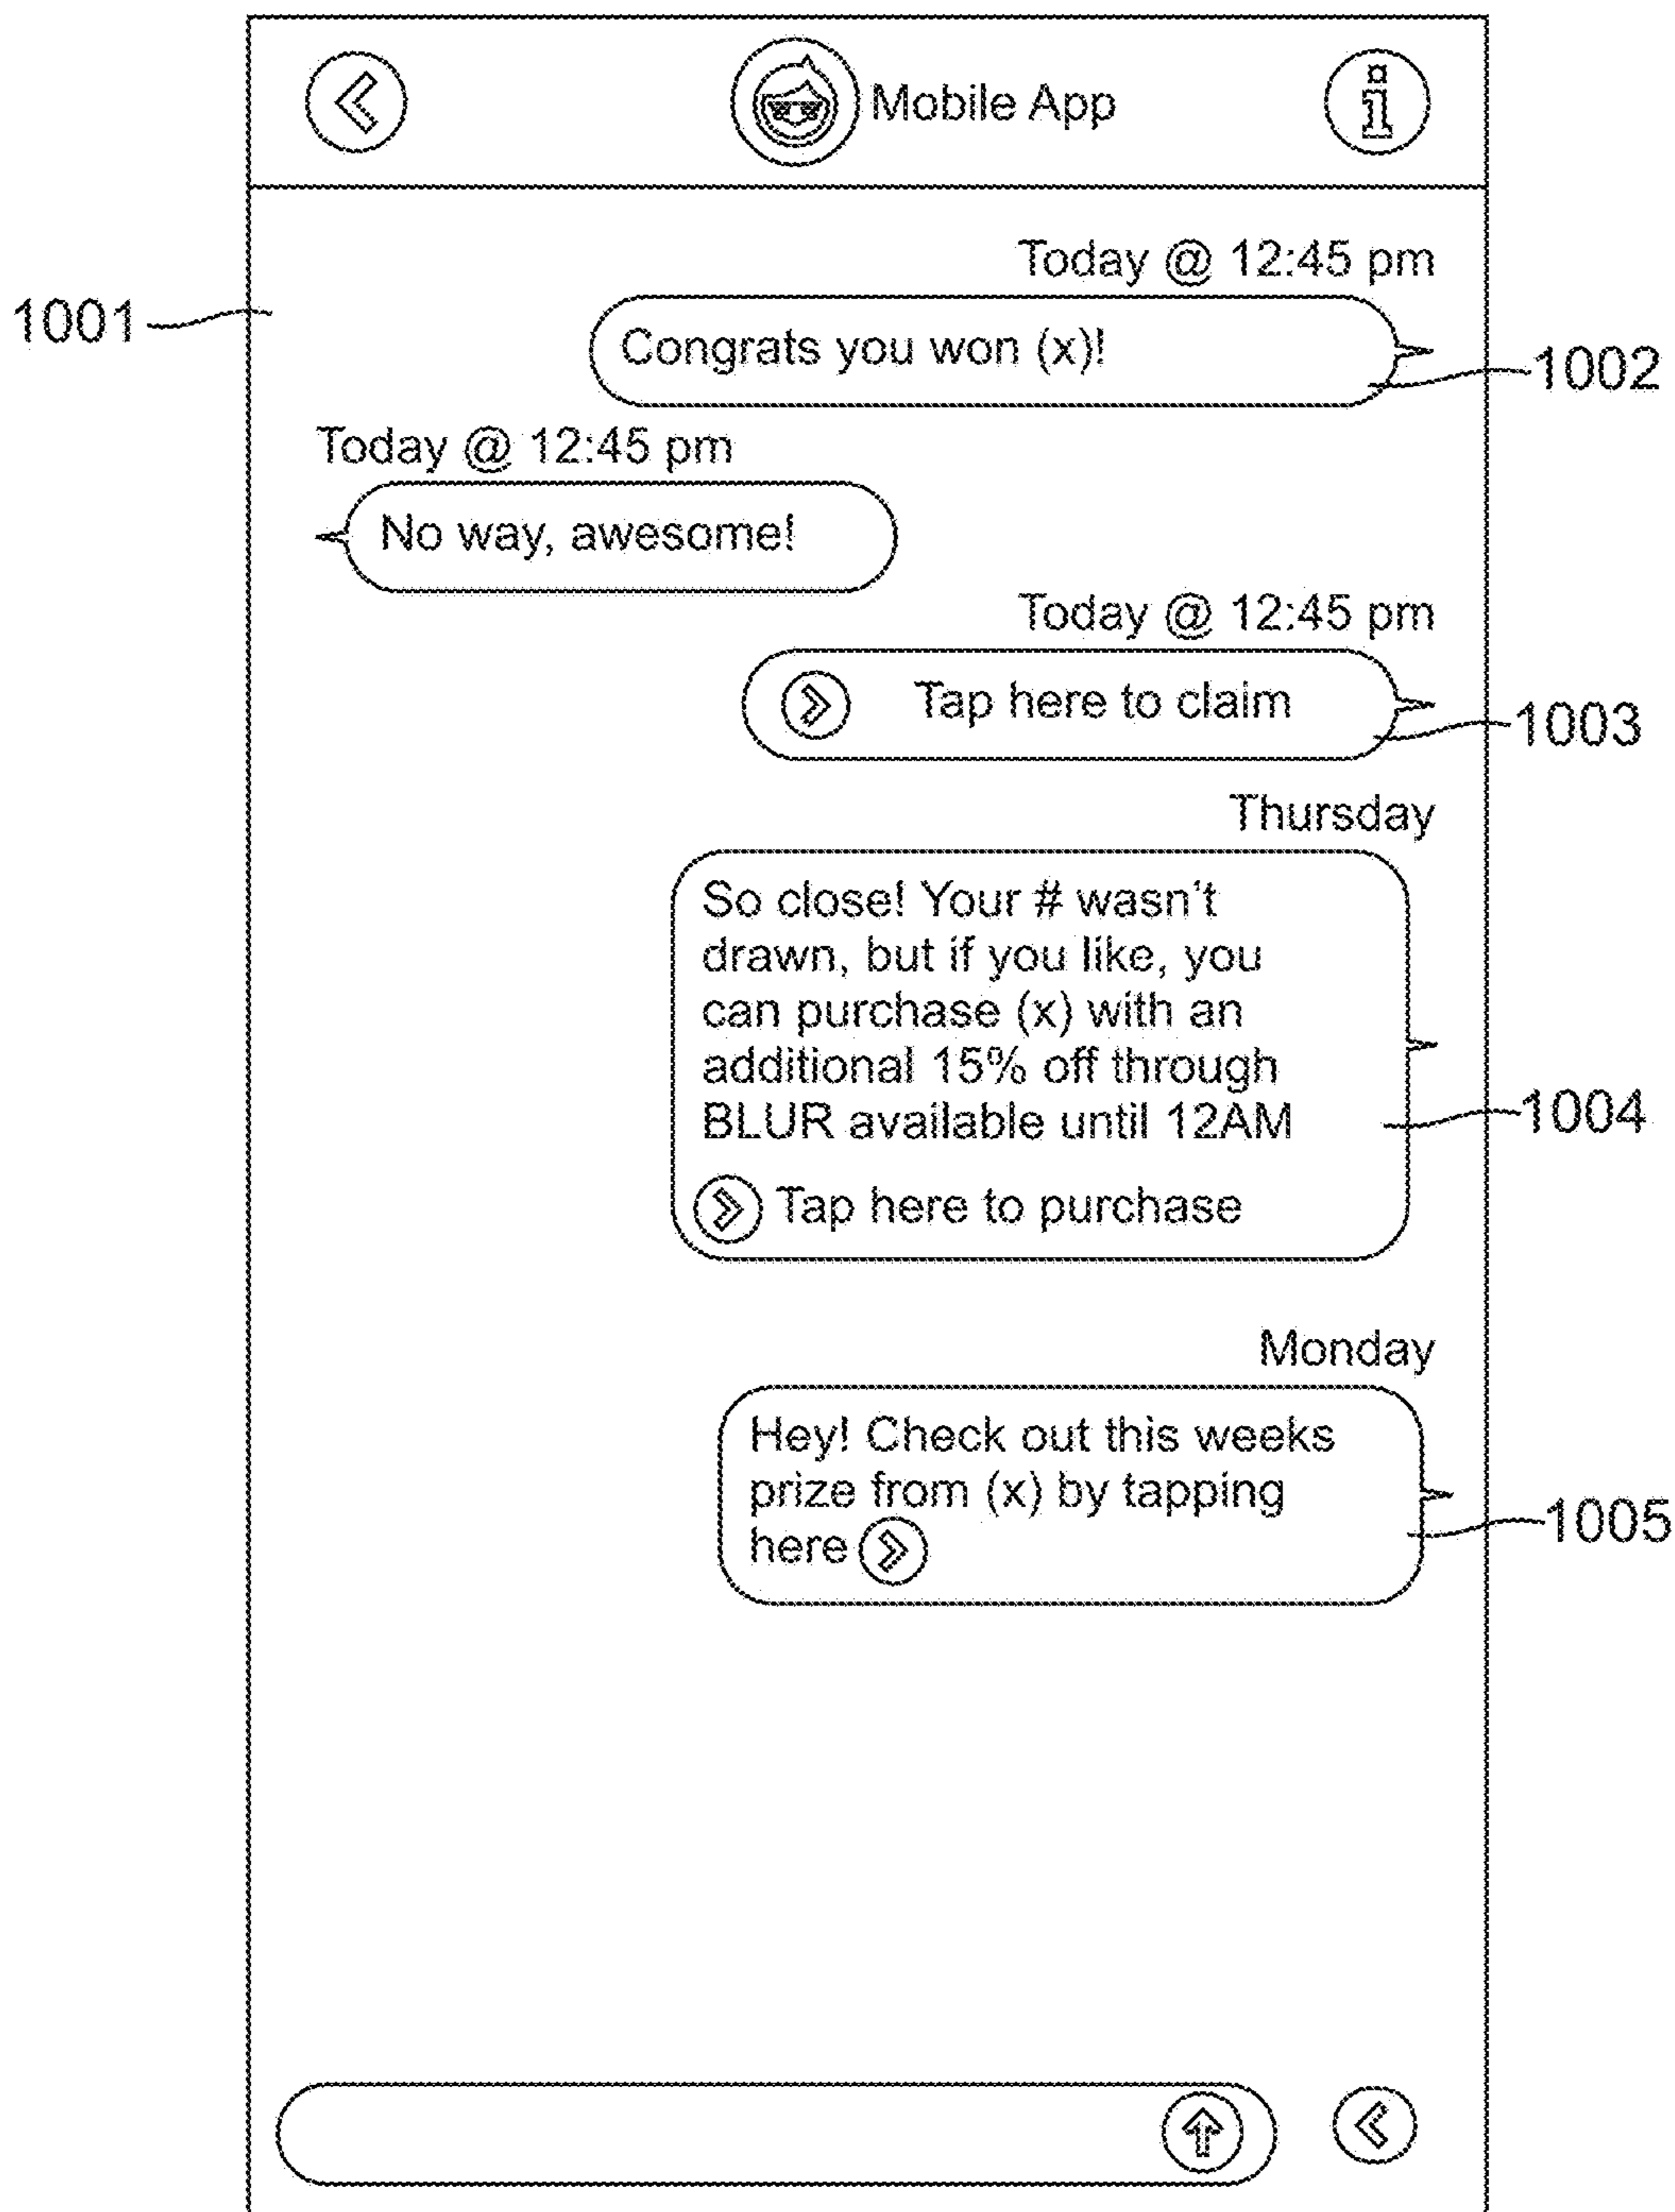 Mobile App
i
Today @ 12:45 pm
1001
Congrats you won (x)!
1002
Today @ 12:45 pm
No way, awesome!
Today @ 12:45 pm
Tap here to claim
1003
Thursday
So close! Your # wasn't
drawn, but if you like, you
can purchase (x) with an
additional 15% off through
BLUR available until 12AM
1004
Tap here to purchase
Monday
Hey! Check out this weeks
prize from (x) by tapping
here
1005